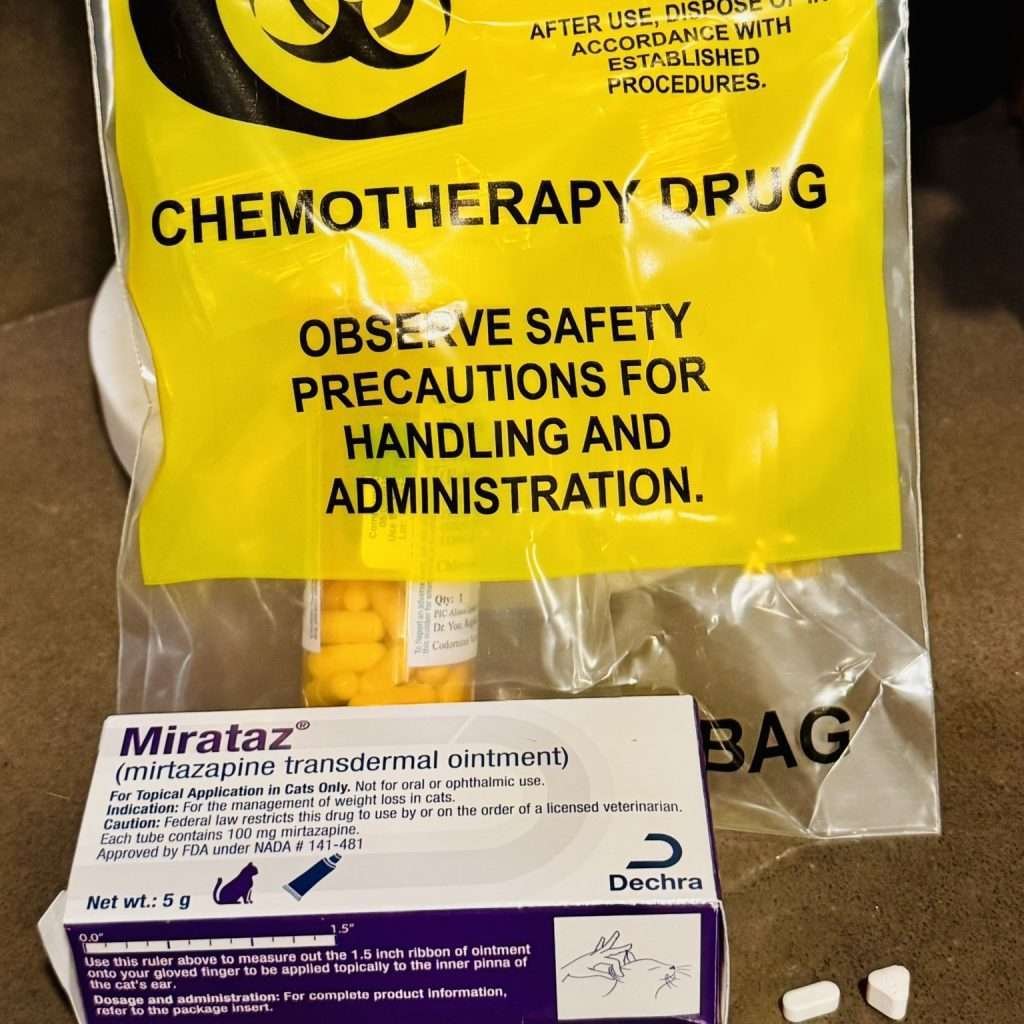 AFTER USE, DISPOSE OF IN
ACCORDANCE WITH
ESTABLISHED
PROCEDURES.
CHEMOTHERAPY DRUG
OBSERVE SAFETY
PRECAUTIONS FOR
HANDLING AND
ADMINISTRATION.
Qty: 1
Dr. You,
BAG
Mirataz®
(mirtazapine transdermal ointment)
For Topical Application in Cats Only. Not for oral or ophthalmic use.
Indication: For the management of weight loss in cats.
Caution: Federal law restricts this drug to use by or on the order of a licensed veterinarian.
Each tube contains 100 mg mirtazapine.
Approved by FDA under NADA # 141-481
Net wt.: 5 g
Dechra
0.0" 1.5"
Use this ruler above to measure out the 1.5 inch ribbon of ointment
onto your gloved finger to be applied topically to the inner pinna of
the cat's ear.
Dosage and administration: For complete product information,
refer to the package insert.